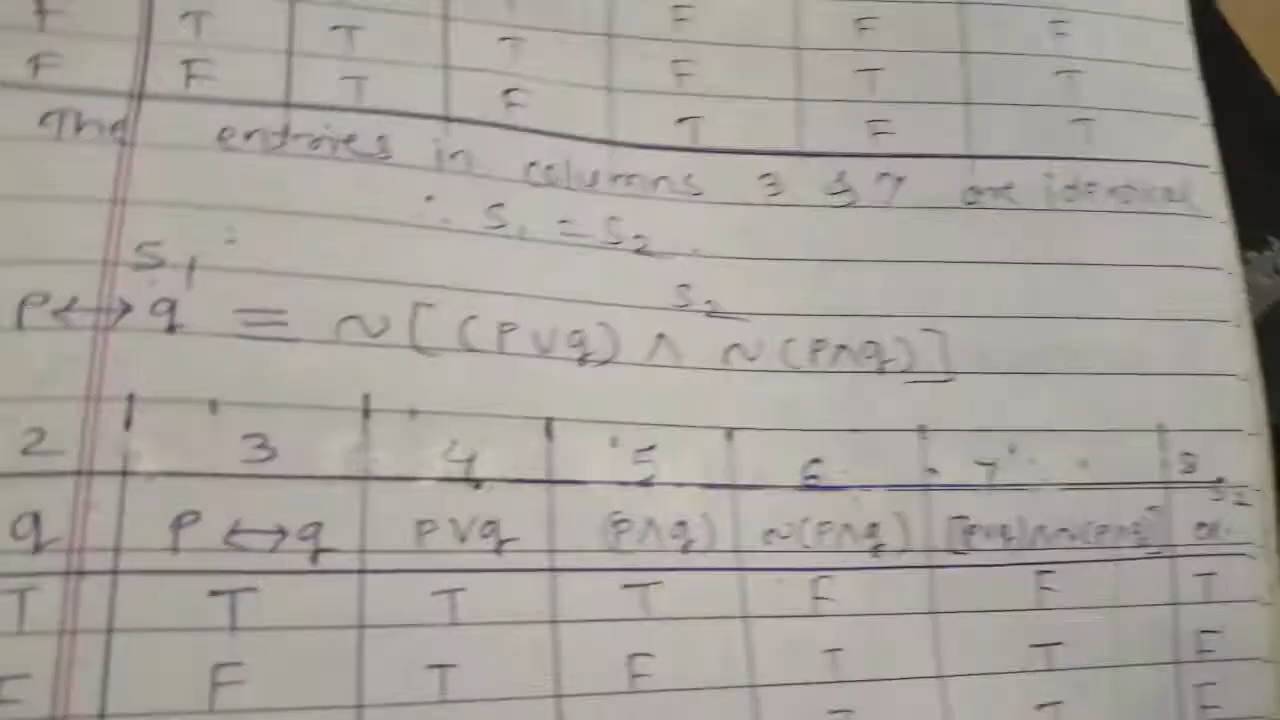 F T T T F F F
F F T F F T T
T F T
The entries in columns 3 & 7 are identical
∴ S₁ = S₂
S₁ S₂
P ↔ q = ~[(P∨q) ∧ ~(P∧q)]
2 3 4 5 6 7 8
q P ↔ q P∨q (P∧q) ~(P∧q) [(P∨q)∧~(P∧q)] S₂
T T T T F F T
F F T F T T F
T F